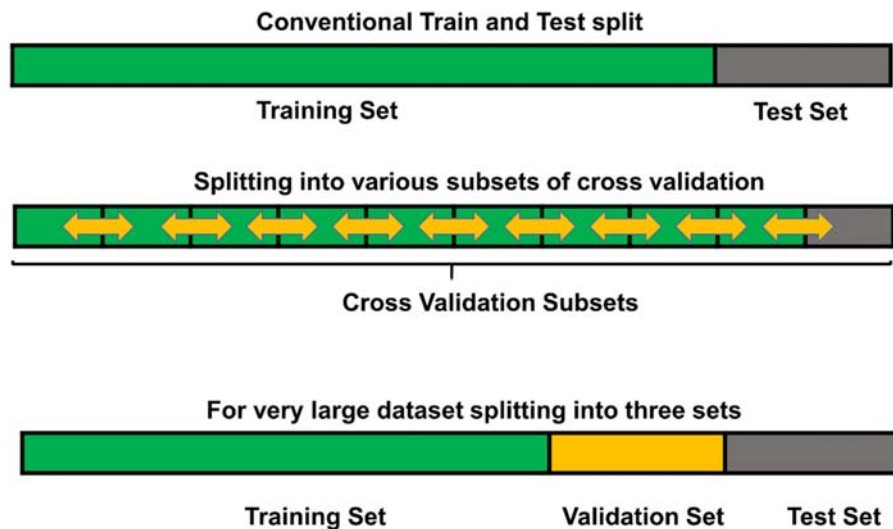 Conventional Train and Test split
Training Set
Test Set
Splitting into various subsets of cross validation
Cross Validation Subsets
For very large dataset splitting into three sets
Training Set
Validation Set
Test Set